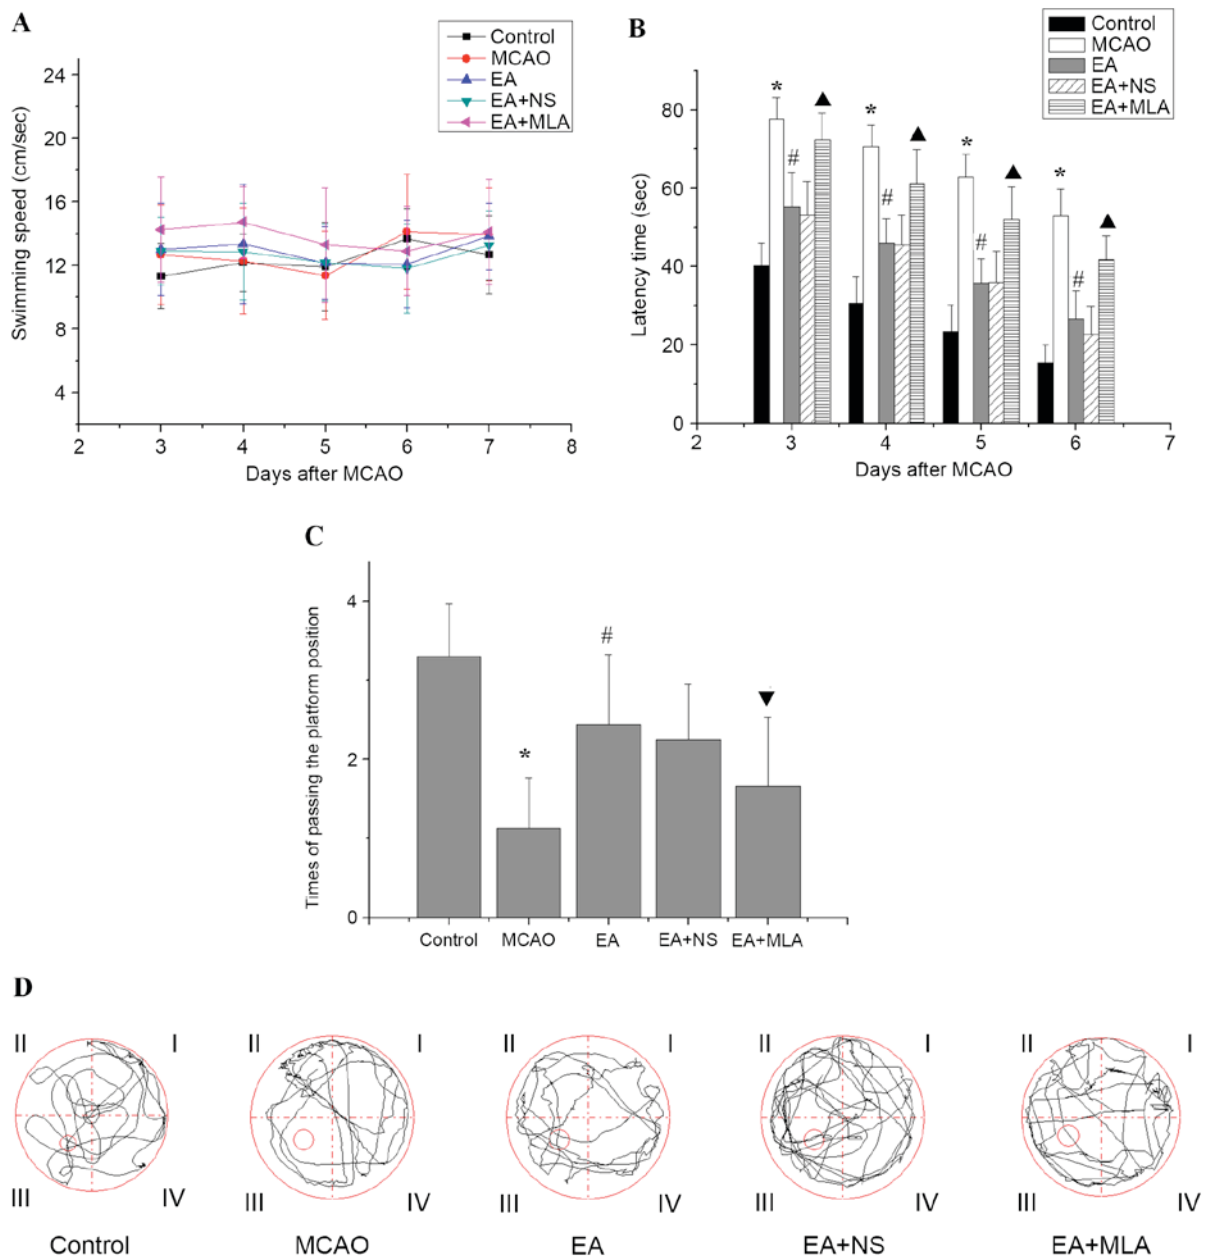 A
Control
MCAO
EA
EA+NS
EA+MLA
Swimming speed (cm/sec)
24
20
16
12
8
4
2 3 4 5 6 7 8
Days after MCAO
B
Control
MCAO
EA
EA+NS
EA+MLA
Latency time (sec)
80
60
40
20
0
* * * *
# # # #
2 3 4 5 6 7
Days after MCAO
C
Times of passing the platform position
4
2
0
*
#
Control MCAO EA EA+NS EA+MLA
D
II I II I II I II I II I
III IV III IV III IV III IV III IV
Control MCAO EA EA+NS EA+MLA